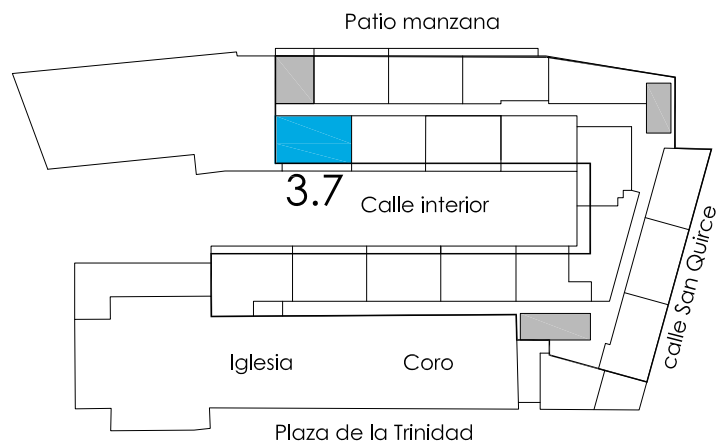 Patio manzana
3.7
Calle interior
calle San Quirce
Iglesia
Coro
Plaza de la Trinidad